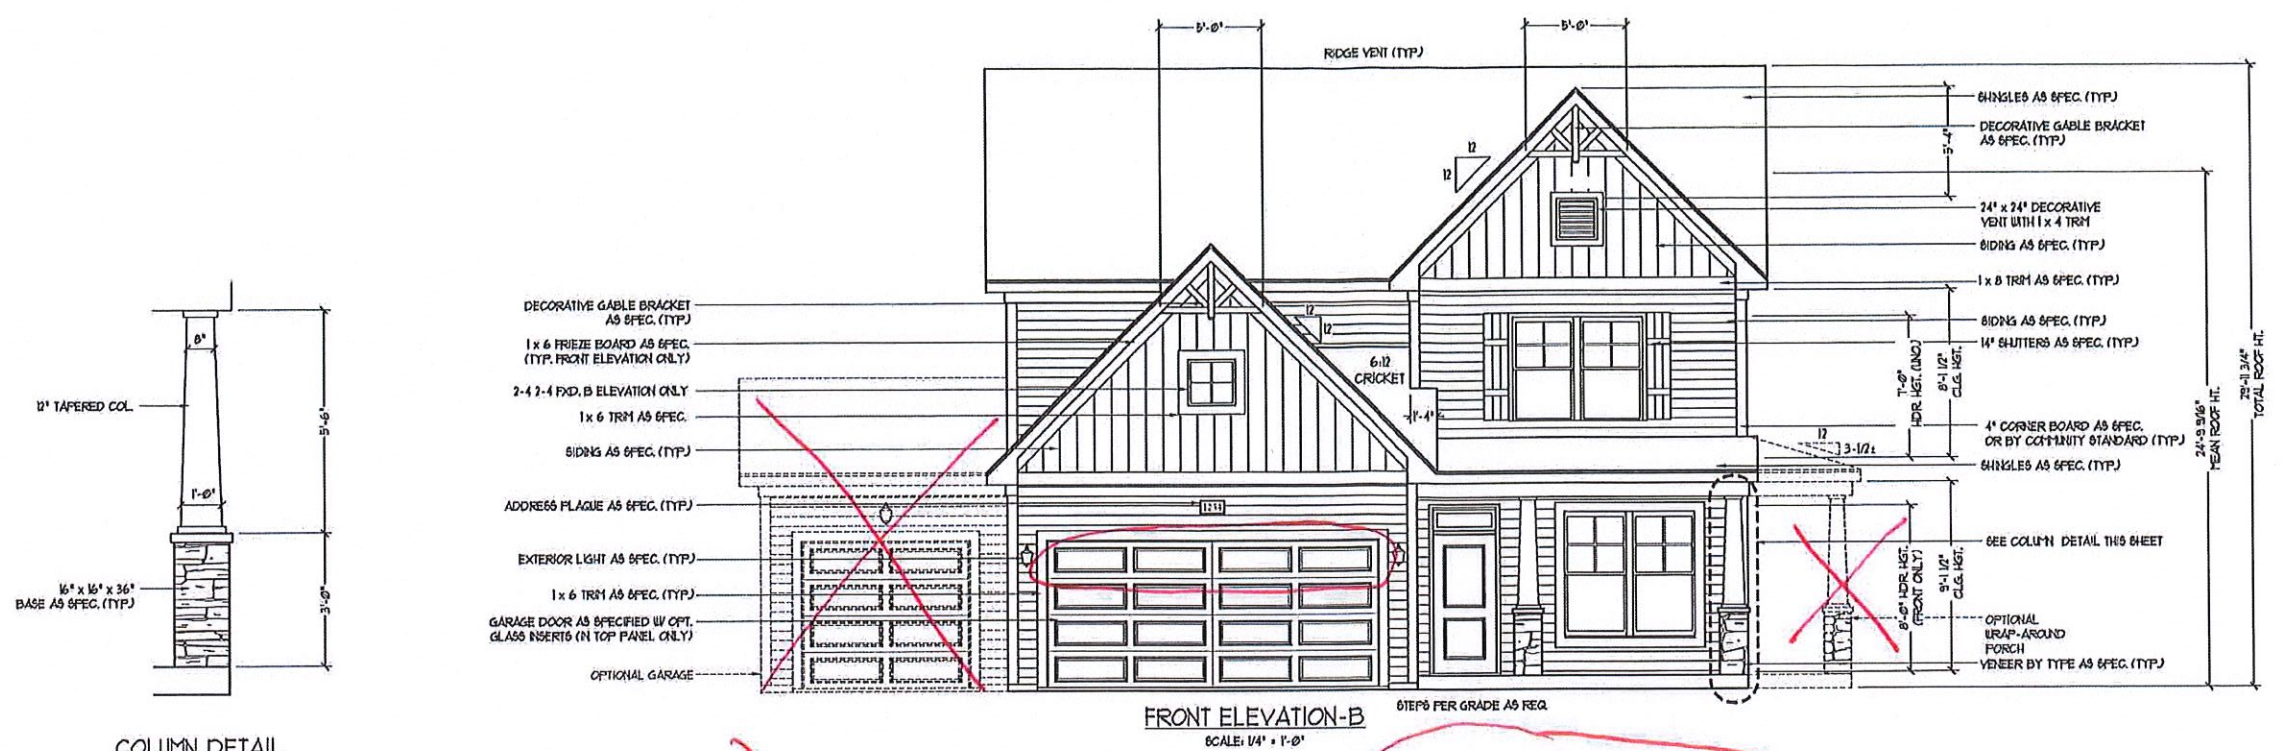 5'-0"
5'-0"
RIDGE VENT (TYP.)
SHINGLES AS SPEC. (TYP.)
DECORATIVE GABLE BRACKET
AS SPEC. (TYP.)
5'-4"
12
12
24" x 24" DECORATIVE
VENT WITH 1 x 4 TRIM
SIDING AS SPEC. (TYP.)
1 x 8 TRIM AS SPEC. (TYP.)
SIDING AS SPEC. (TYP.)
14" SHUTTERS AS SPEC. (TYP.)
7'-0"
HDR. HGT. (UNO.)
8'-1 1/2"
CLG. HGT.
24'-9 9/16"
MEAN ROOF HT.
29'-11 3/4"
TOTAL ROOF HT.
4" CORNER BOARD AS SPEC.
OR BY COMMUNITY STANDARD (TYP.)
12
3-1/2±
SHINGLES AS SPEC. (TYP.)
SEE COLUMN DETAIL THIS SHEET
8'-0" HDR. HGT.
(FRONT ONLY)
9'-1 1/2"
CLG. HGT.
OPTIONAL
WRAP-AROUND
PORCH
VENEER BY TYPE AS SPEC. (TYP.)
DECORATIVE GABLE BRACKET
AS SPEC. (TYP.)
1 x 6 FRIEZE BOARD AS SPEC.
(TYP. FRONT ELEVATION ONLY)
2-4 2-4 FXD. B ELEVATION ONLY
1 x 6 TRIM AS SPEC.
SIDING AS SPEC. (TYP.)
ADDRESS PLAQUE AS SPEC. (TYP.)
EXTERIOR LIGHT AS SPEC. (TYP.)
1 x 6 TRIM AS SPEC. (TYP.)
GARAGE DOOR AS SPECIFIED W/ OPT.
GLASS INSERTS (IN TOP PANEL ONLY)
OPTIONAL GARAGE
12
12
6:12
CRICKET
1'-4"
1234
FRONT ELEVATION-B
SCALE: 1/4" = 1'-0"
STEPS PER GRADE AS REQ.
8"
12" TAPERED COL.
5'-6"
1'-0"
16" x 16" x 36"
BASE AS SPEC. (TYP.)
3'-0"
COLUMN DETAIL